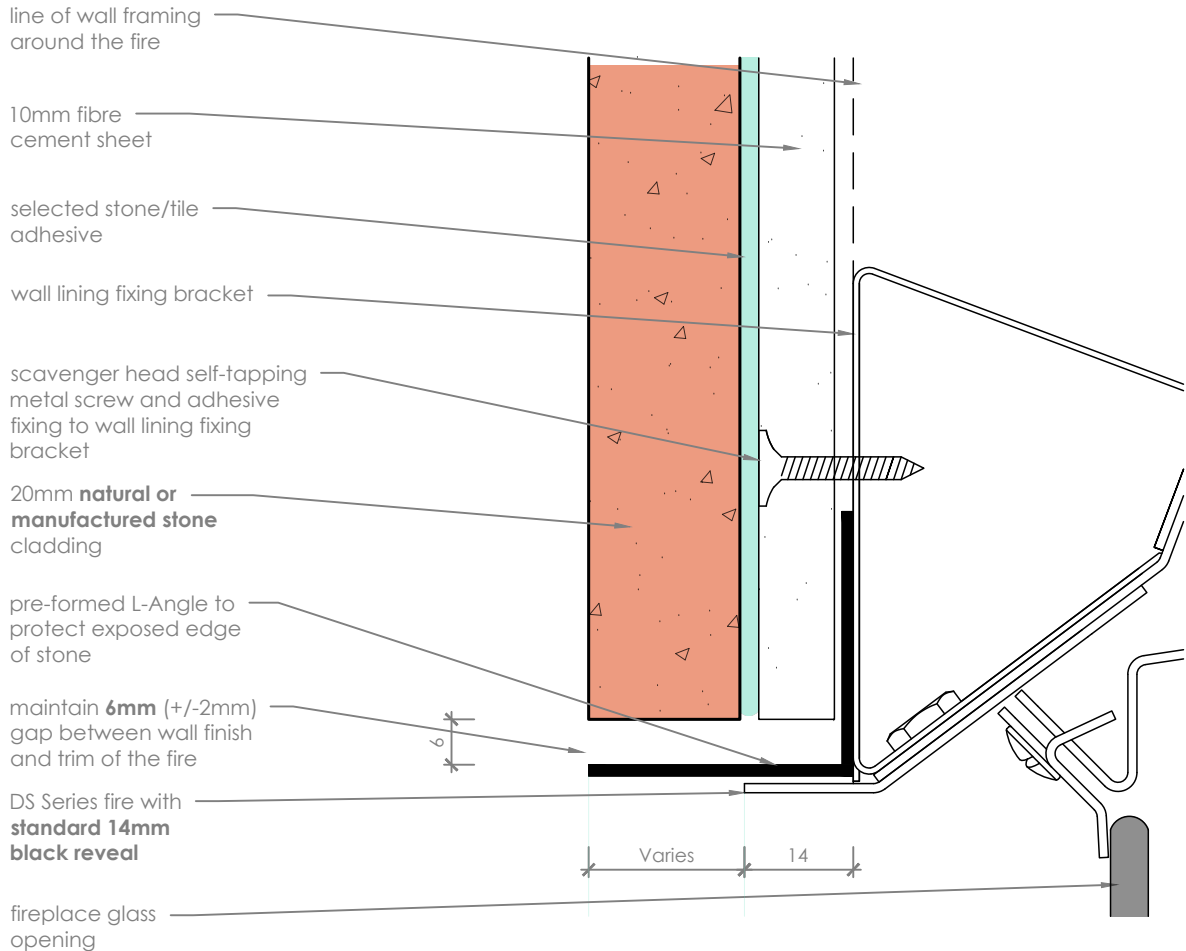 line of wall framing
around the fire
10mm fibre
cement sheet
selected stone/tile
adhesive
wall lining fixing bracket
scavenger head self-tapping
metal screw and adhesive
fixing to wall lining fixing
bracket
20mm natural or
manufactured stone
cladding
pre-formed L-Angle to
protect exposed edge
of stone
maintain 6mm (+/-2mm)
gap between wall finish
and trim of the fire
6
DS Series fire with
standard 14mm
black reveal
Varies
14
fireplace glass
opening